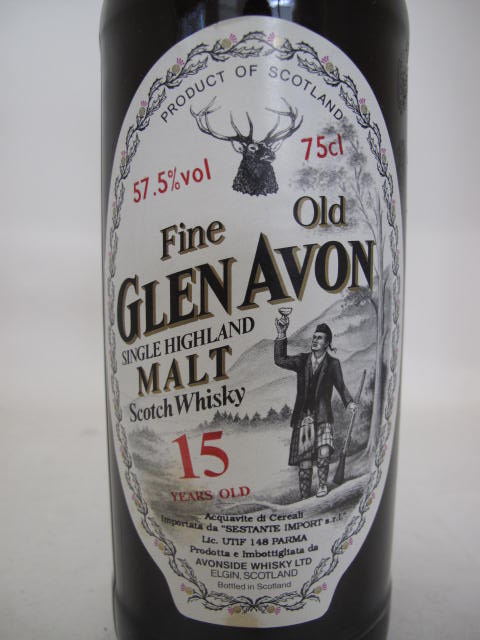 PRODUCT OF SCOTLAND
57.5%vol
75cl
Fine Old
GLEN AVON
SINGLE HIGHLAND
MALT
Scotch Whisky
15
YEARS OLD
Acquavite di Cereali
Importata da "SESTANTE IMPORT s.r.l."
Lic. UTIF 148 PARMA
Prodotta e Imbottigliata da
AVONSIDE WHISKY LTD
ELGIN, SCOTLAND
Bottled in Scotland